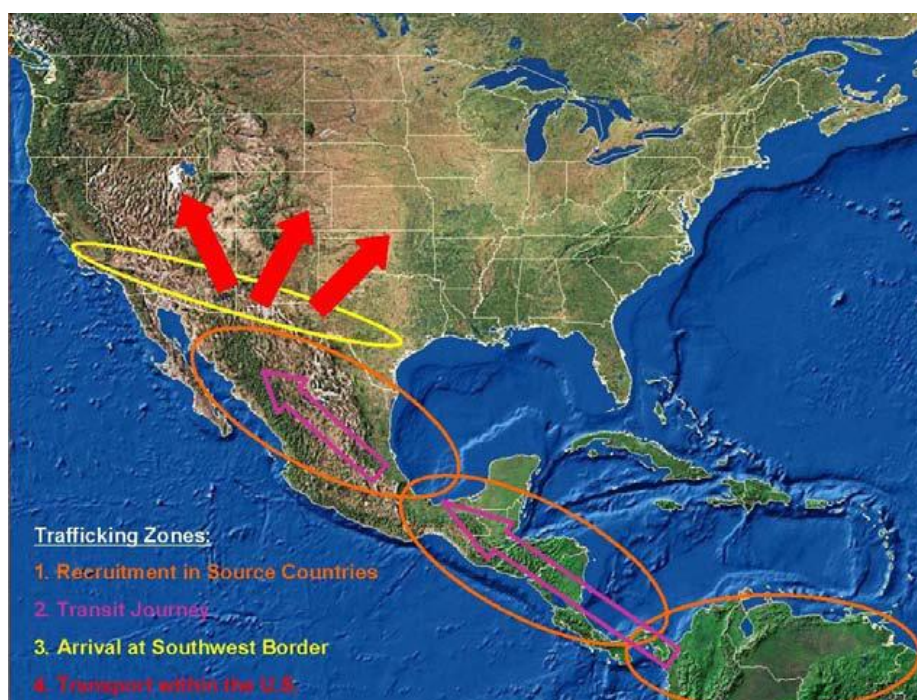 Trafficking Zones:
1. Recruitment in Source Countries
2. Transit Journey
3. Arrival at Southwest Border
4. Transport within the U.S.